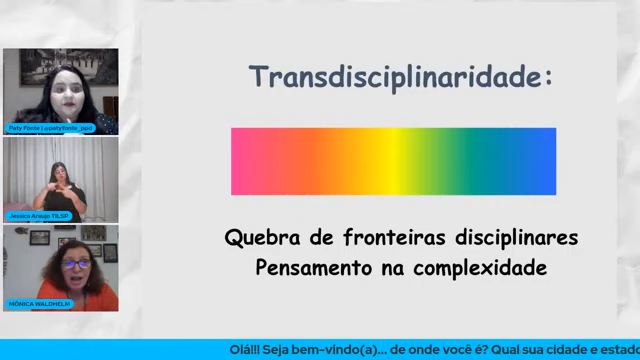 Transdisciplinaridade:
Quebra de fronteiras disciplinares
Pensamento na complexidade
Paty Fonte | @patyfonte_ppd
Jessica Araujo TILSP
MÔNICA WALDHELM
Olá!!! Seja bem-vindo(a)... de onde você é? Qual sua cidade e estado